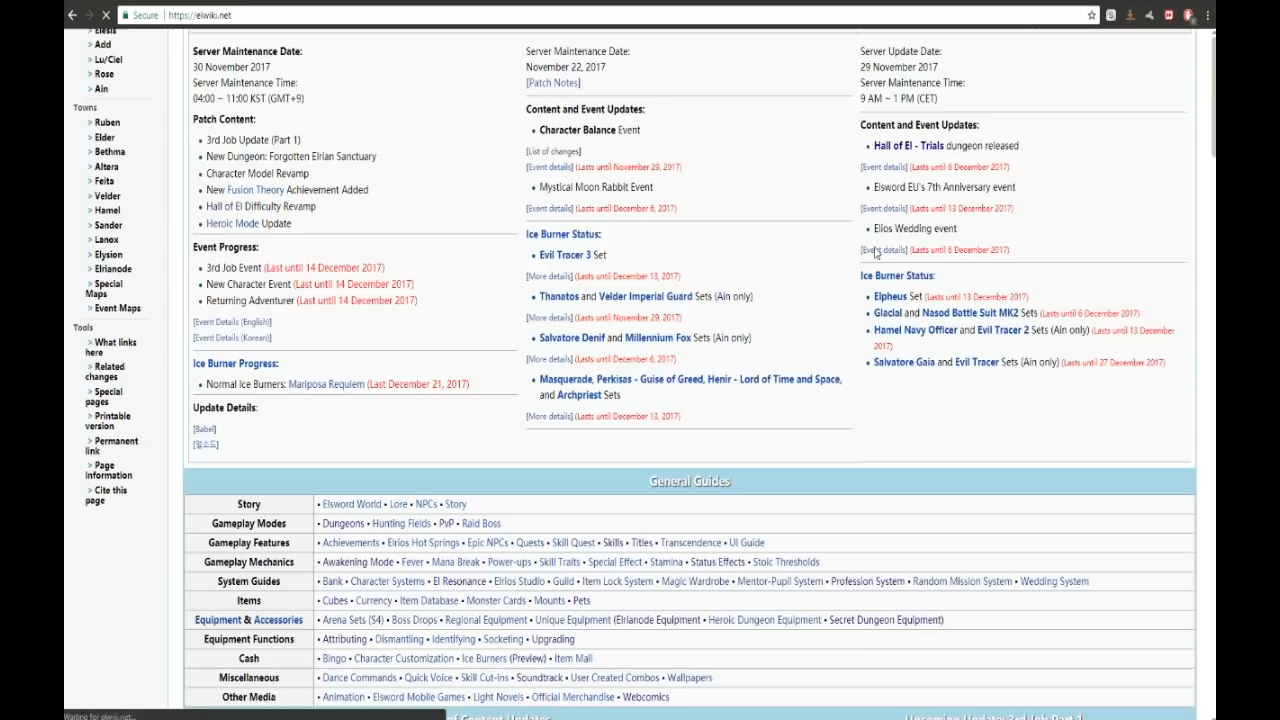 Secure
https://elwiki.net
Elesis
> Add
> Lu/Ciel
> Rose
> Ain
Towns
> Ruben
> Elder
> Bethma
> Altera
> Feita
> Velder
> Hamel
> Sander
> Lanox
> Elysion
> Elrianode
> Special
Maps
> Event Maps
Tools
> What links
here
> Related
changes
> Special
pages
> Printable
version
> Permanent
link
> Page
information
> Cite this
page
Server Maintenance Date:
30 November 2017
Server Maintenance Time:
04:00 ~ 11:00 KST (GMT+9)
Patch Content:
• 3rd Job Update (Part 1)
• New Dungeon: Forgotten Elrian Sanctuary
• Character Model Revamp
• New Fusion Theory Achievement Added
• Hall of El Difficulty Revamp
• Heroic Mode Update
Event Progress:
• 3rd Job Event (Last until 14 December 2017)
• New Character Event (Last until 14 December 2017)
• Returning Adventurer (Last until 14 December 2017)
[Event Details (English)]
[Event Details (Korean)]
Ice Burner Progress:
• Normal Ice Burners: Mariposa Requiem (Last December 21, 2017)
Update Details:
[Babel]
[엘소드]
Server Maintenance Date:
November 22, 2017
[Patch Notes]
Content and Event Updates:
• Character Balance Event
[List of changes]
[Event details] (Lasts until November 29, 2017)
• Mystical Moon Rabbit Event
[Event details] (Lasts until December 6, 2017)
Ice Burner Status:
• Evil Tracer 3 Set
[More details] (Lasts until December 13, 2017)
• Thanatos and Velder Imperial Guard Sets (Ain only)
[More details] (Lasts until November 29, 2017)
• Salvatore Denif and Millennium Fox Sets (Ain only)
[More details] (Lasts until December 6, 2017)
• Masquerade, Perkisas - Guise of Greed, Henir - Lord of Time and Space,
and Archpriest Sets
[More details] (Lasts until December 13, 2017)
Server Update Date:
29 November 2017
Server Maintenance Time:
9 AM ~ 1 PM (CET)
Content and Event Updates:
• Hall of El - Trials dungeon released
[Event details] (Lasts until 6 December 2017)
• Elsword EU's 7th Anniversary event
[Event details] (Lasts until 13 December 2017)
• Elios Wedding event
[Event details] (Lasts until 6 December 2017)
Ice Burner Status:
• Elpheus Set (Lasts until 13 December 2017)
• Glacial and Nasod Battle Suit MK2 Sets (Lasts until 6 December 2017)
• Hamel Navy Officer and Evil Tracer 2 Sets (Ain only) (Lasts until 13 December
2017)
• Salvatore Gaia and Evil Tracer Sets (Ain only) (Lasts until 27 December 2017)
General Guides
Story • Elsword World • Lore • NPCs • Story
Gameplay Modes • Dungeons • Hunting Fields • PvP • Raid Boss
Gameplay Features • Achievements • Elrios Hot Springs • Epic NPCs • Quests • Skill Quest • Skills • Titles • Transcendence • UI Guide
Gameplay Mechanics • Awakening Mode • Fever • Mana Break • Power-ups • Skill Traits • Special Effect • Stamina • Status Effects • Stoic Thresholds
System Guides • Bank • Character Systems • El Resonance • Elrios Studio • Guild • Item Lock System • Magic Wardrobe • Mentor-Pupil System • Profession System • Random Mission System • Wedding System
Items • Cubes • Currency • Item Database • Monster Cards • Mounts • Pets
Equipment & Accessories • Arena Sets (S4) • Boss Drops • Regional Equipment • Unique Equipment (Elrianode Equipment • Heroic Dungeon Equipment • Secret Dungeon Equipment)
Equipment Functions • Attributing • Dismantling • Identifying • Socketing • Upgrading
Cash • Bingo • Character Customization • Ice Burners (Preview) • Item Mall
Miscellaneous • Dance Commands • Quick Voice • Skill Cut-ins • Soundtrack • User Created Combos • Wallpapers
Other Media • Animation • Elsword Mobile Games • Light Novels • Official Merchandise • Webcomics
Waiting for elwiki.net...
of Content Updates
Upcoming Update: 3rd Job Part 1